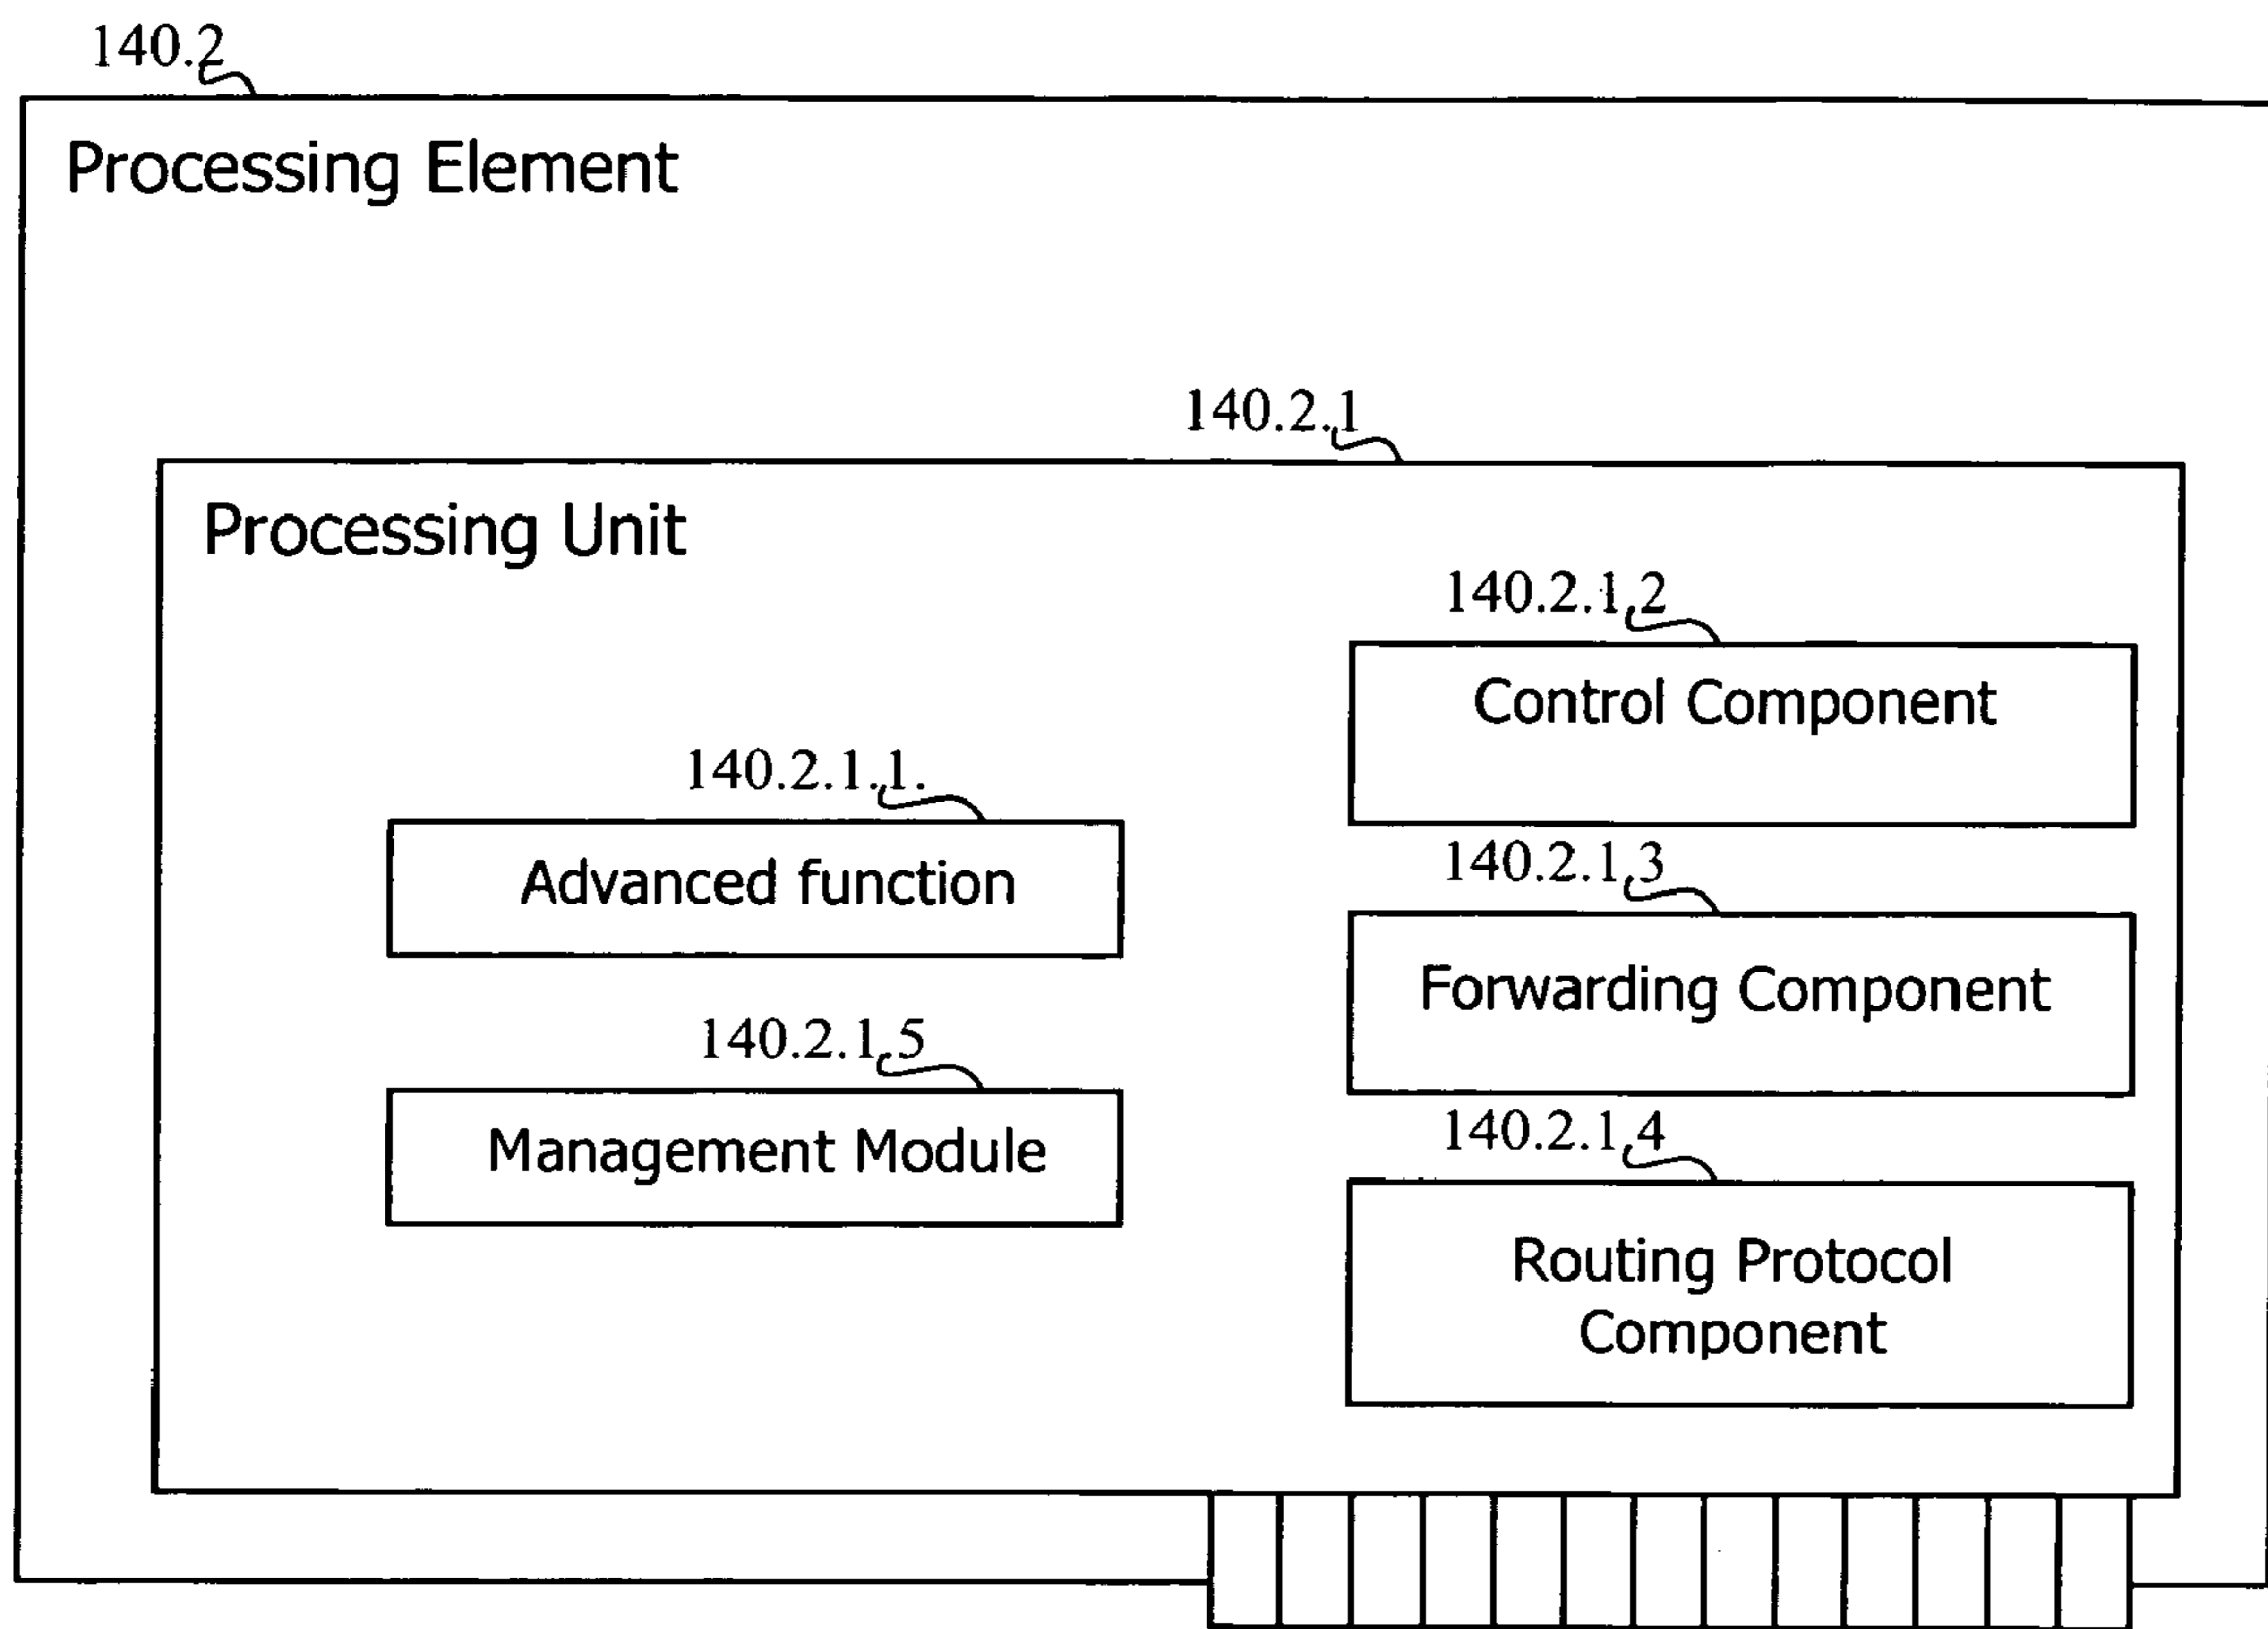 140.2
Processing Element
140.2.1
Processing Unit
140.2.1.2
Control Component
140.2.1.1.
Advanced function
140.2.1.3
Forwarding Component
140.2.1.5
Management Module
140.2.1.4
Routing Protocol
Component